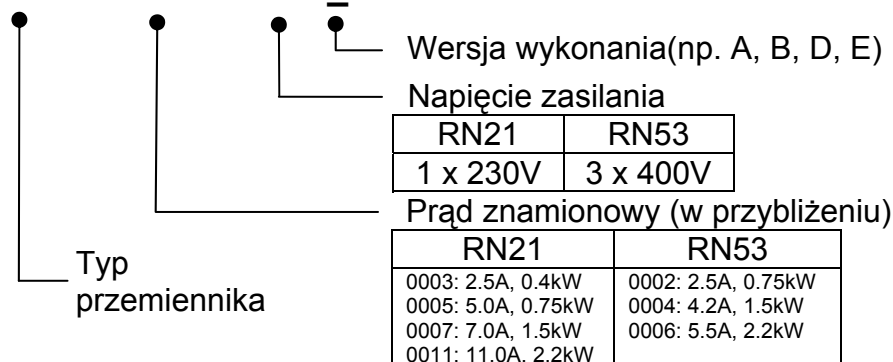 Wersja wykonania(np. A, B, D, E)
Napięcie zasilania
RN21 RN53
1 x 230V 3 x 400V
Prąd znamionowy (w przybliżeniu)
RN21 RN53
0003: 2.5A, 0.4kW 0002: 2.5A, 0.75kW
0005: 5.0A, 0.75kW 0004: 4.2A, 1.5kW
0007: 7.0A, 1.5kW 0006: 5.5A, 2.2kW
0011: 11.0A, 2.2kW
Typ
przemiennika